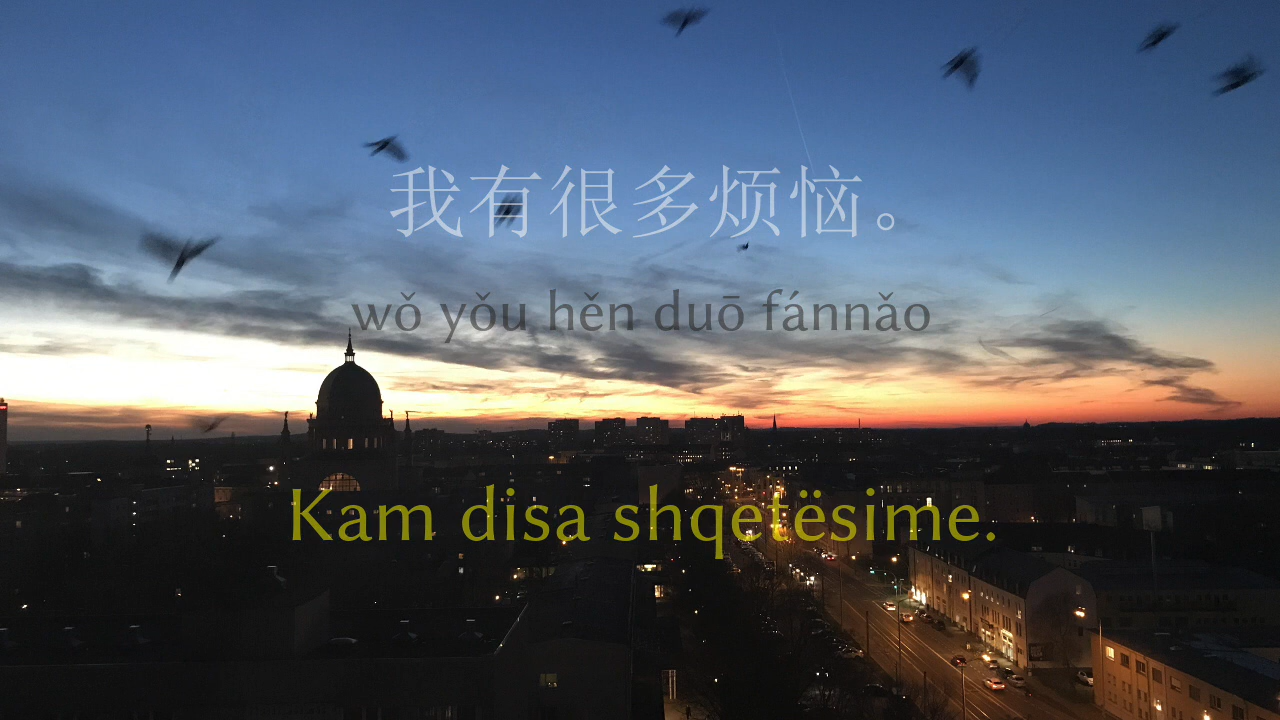 我有很多烦恼。
wǒ yǒu hěn duō fánnǎo
Kam disa shqetësime.